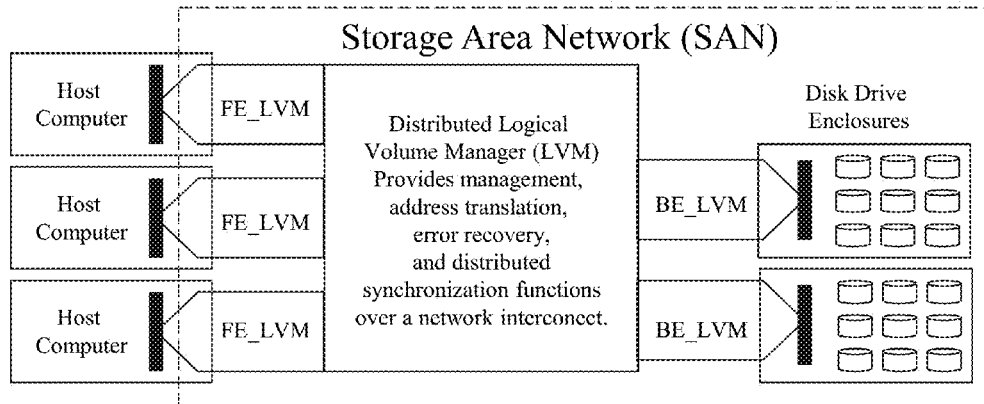 Storage Area Network (SAN)
Host
Computer
FE_LVM
Host
Computer
FE_LVM
Host
Computer
FE_LVM
Distributed Logical
Volume Manager (LVM)
Provides management,
address translation,
error recovery,
and distributed
synchronization functions
over a network interconnect.
BE_LVM
BE_LVM
Disk Drive
Enclosures